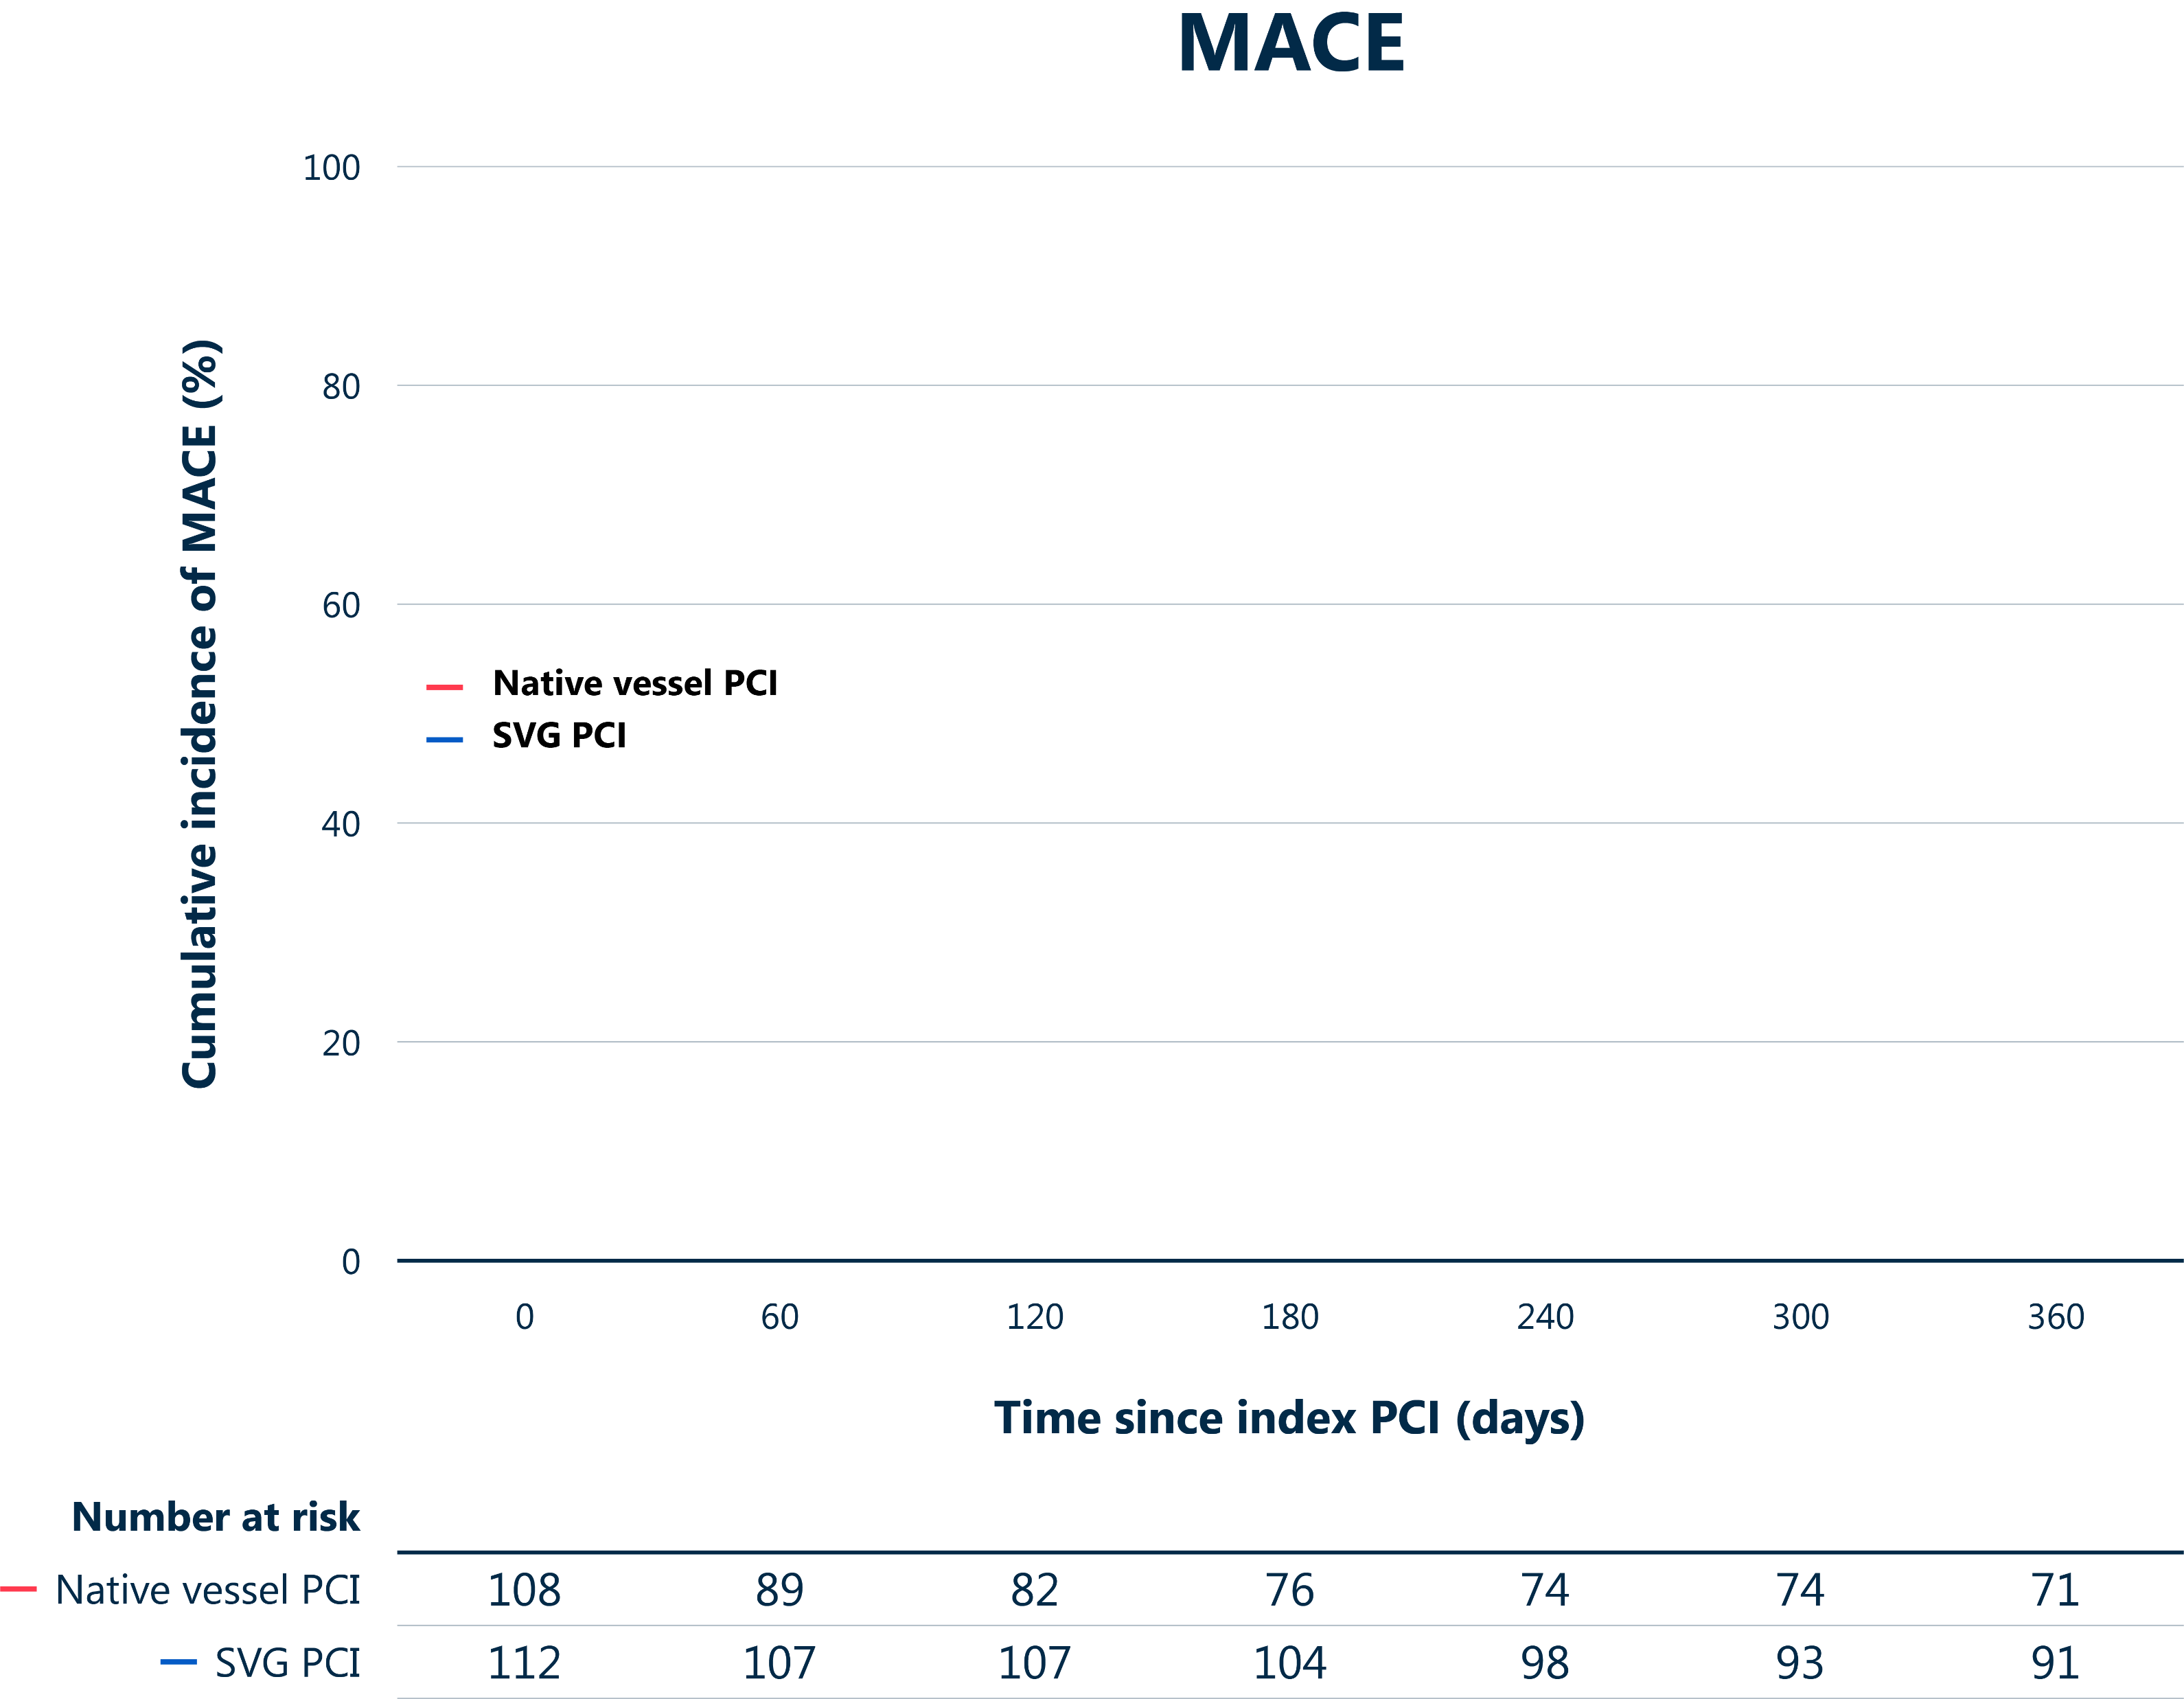 MACE
Cumulative incidence of MACE (%)
100
80
60
40
20
0
Native vessel PCI
SVG PCI
0 60 120 180 240 300 360
Time since index PCI (days)
Number at risk
Native vessel PCI 108 89 82 76 74 74 71
SVG PCI 112 107 107 104 98 93 91